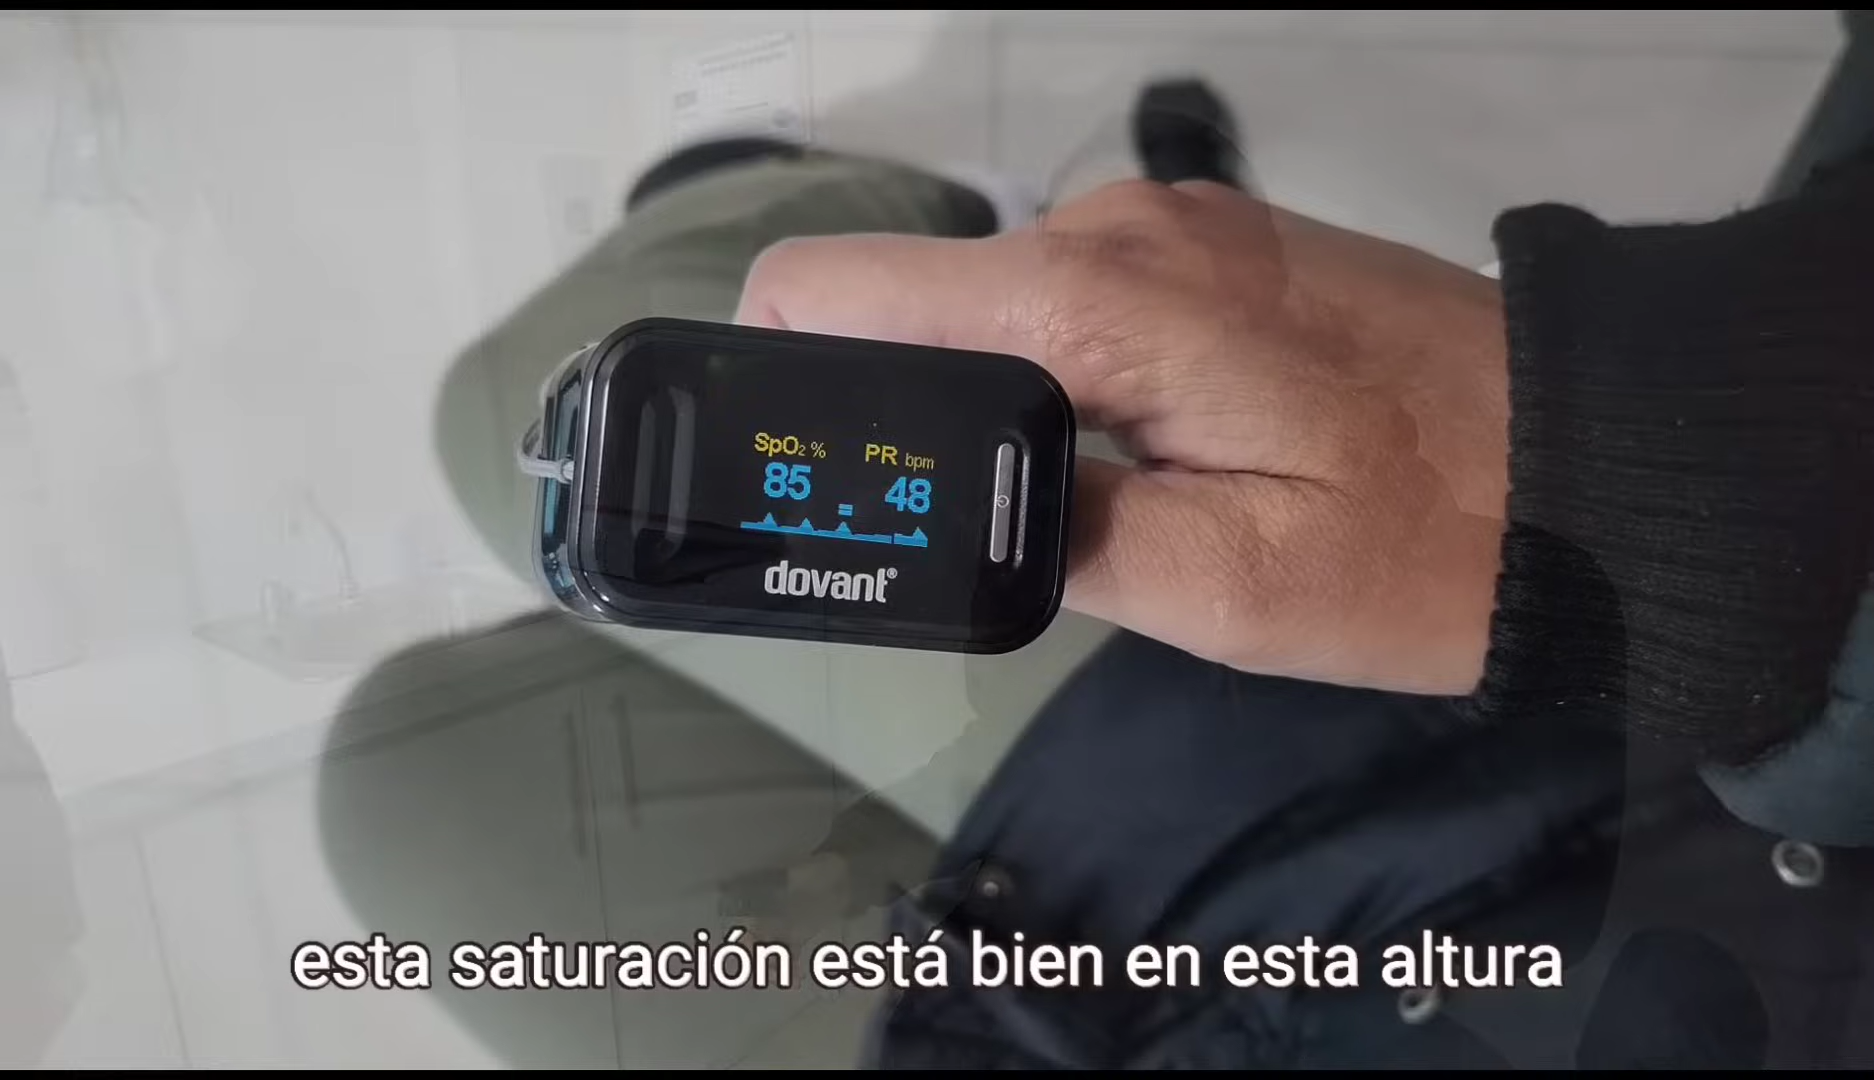 SpO₂ % PR bpm
85 48
dovant®
esta saturación está bien en esta altura